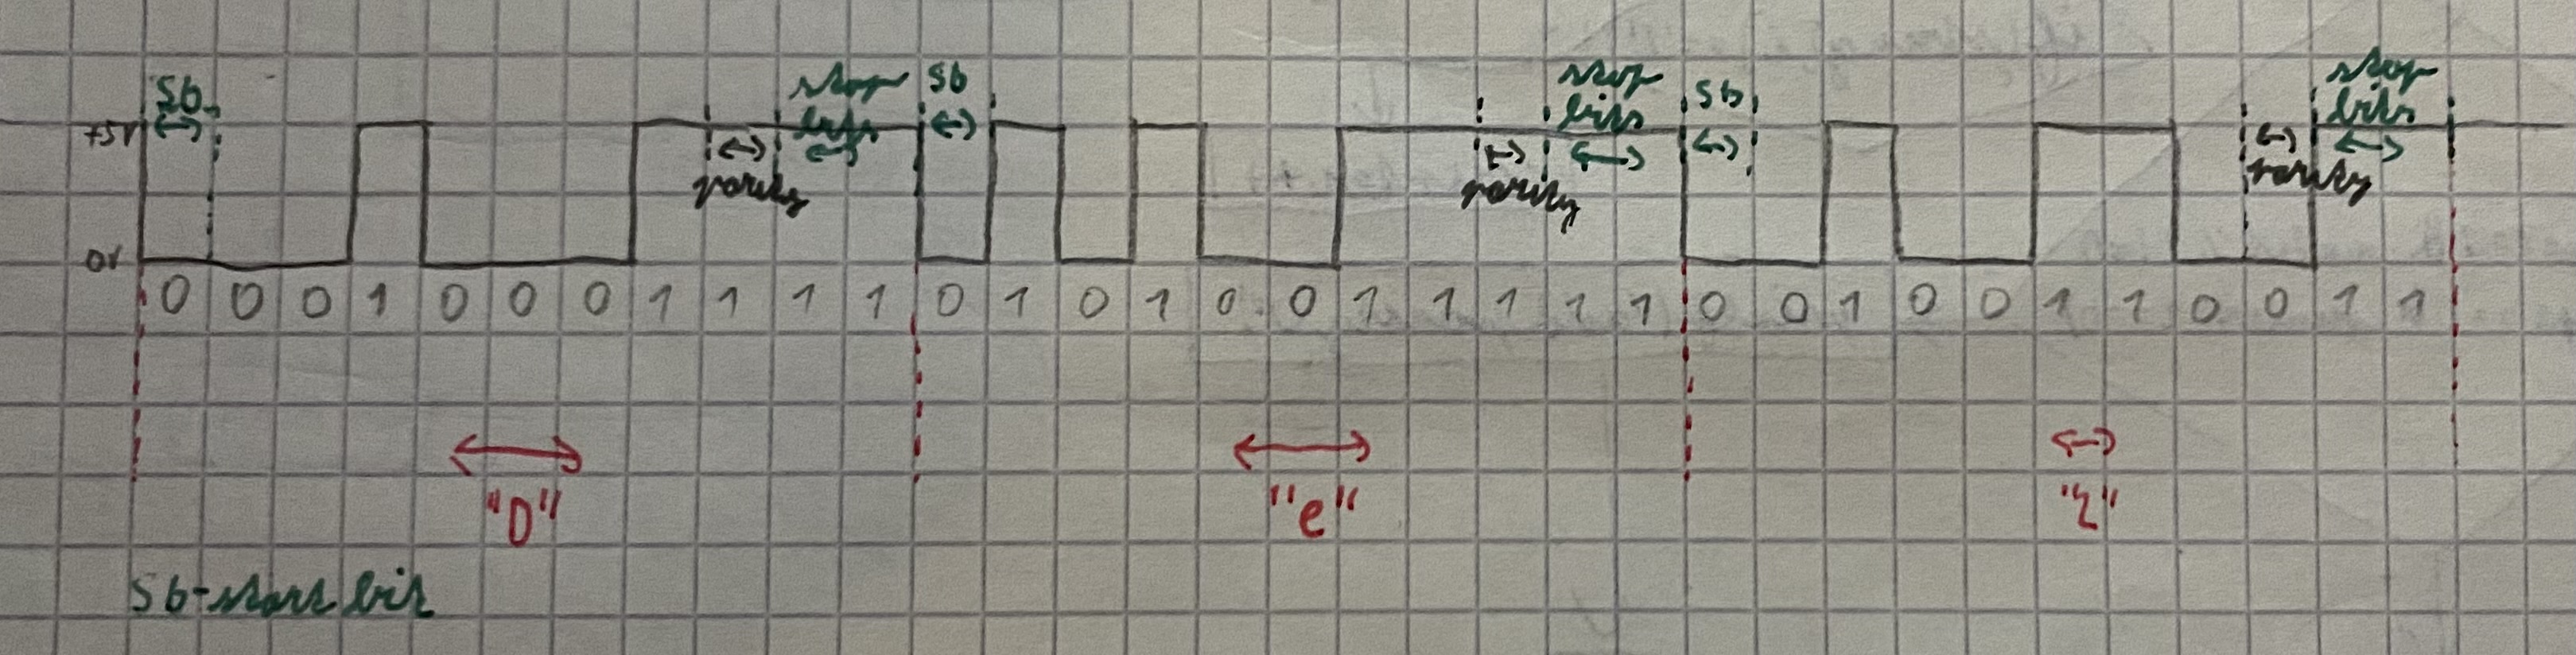 Sb stop bits Sb stop bits Sb stop bits
+5V
parity parity parity
0V
0 0 0 1 0 0 0 1 1 1 1 0 1 0 1 0 0 1 1 1 1 1 0 0 1 0 0 1 1 0 0 1 1
"D" "e"
Sb-start bit